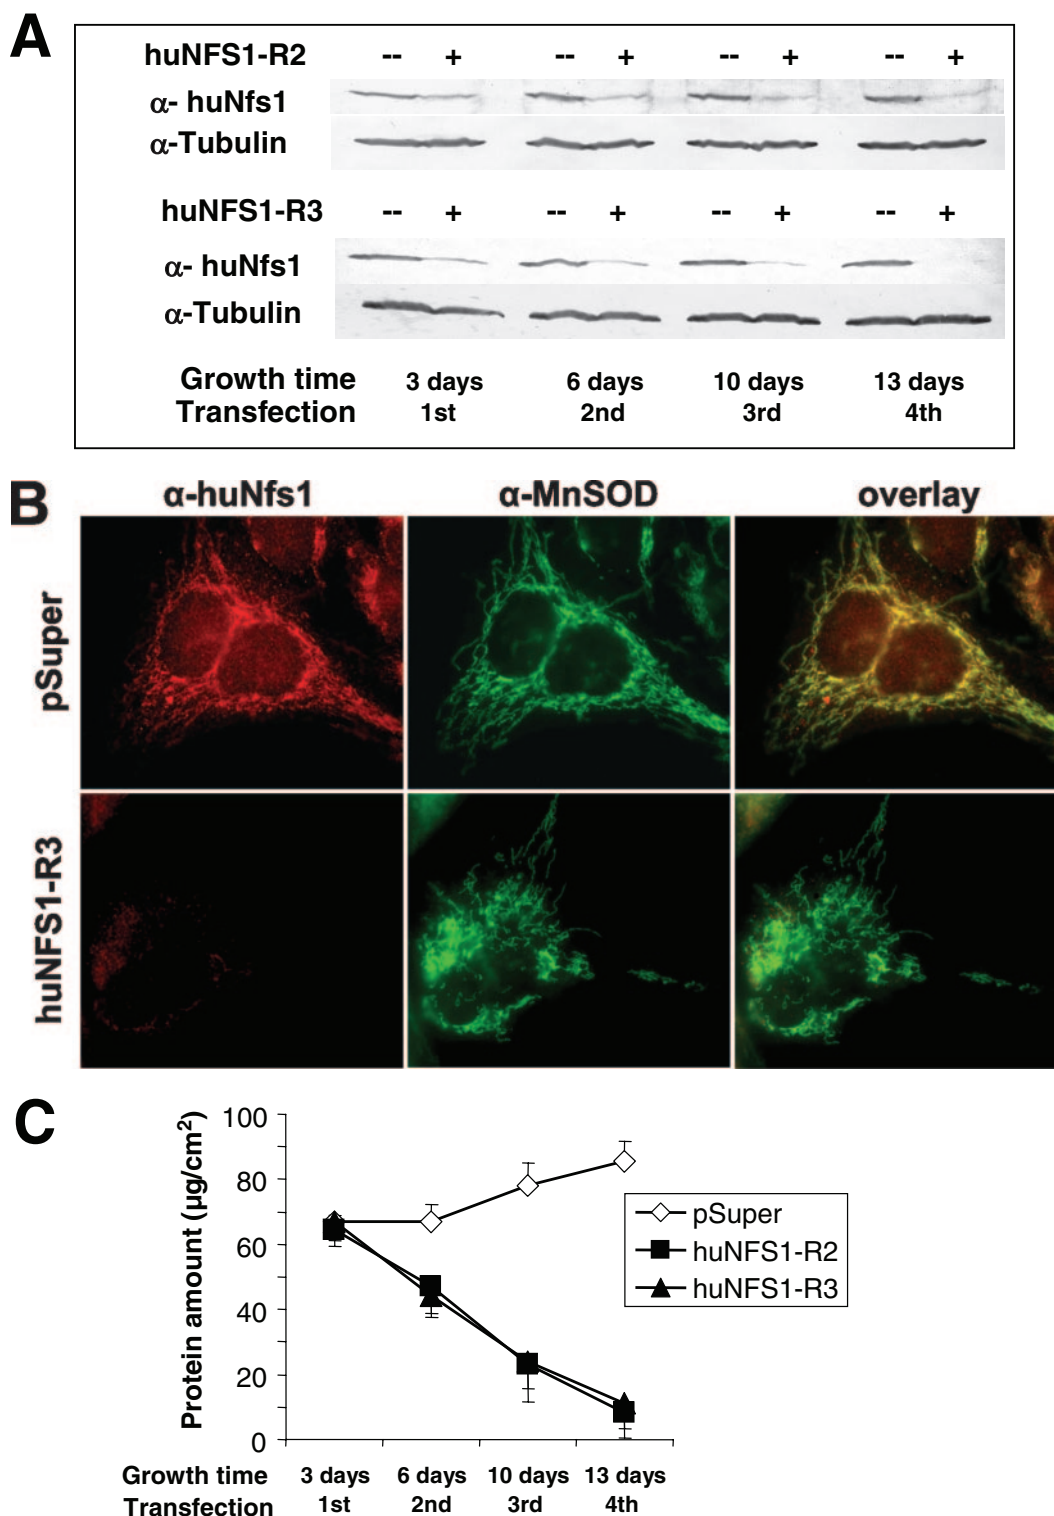 A
huNFS1-R2 -- + -- + -- + -- +
α- huNfs1
α-Tubulin
huNFS1-R3 -- + -- + -- + -- +
α- huNfs1
α-Tubulin
Growth time 3 days 6 days 10 days 13 days
Transfection 1st 2nd 3rd 4th
B
α-huNfs1 α-MnSOD overlay
pSuper
huNFS1-R3
C
Protein amount (µg/cm²)
100
80
60
40
20
0
pSuper
huNFS1-R2
huNFS1-R3
Growth time 3 days 6 days 10 days 13 days
Transfection 1st 2nd 3rd 4th